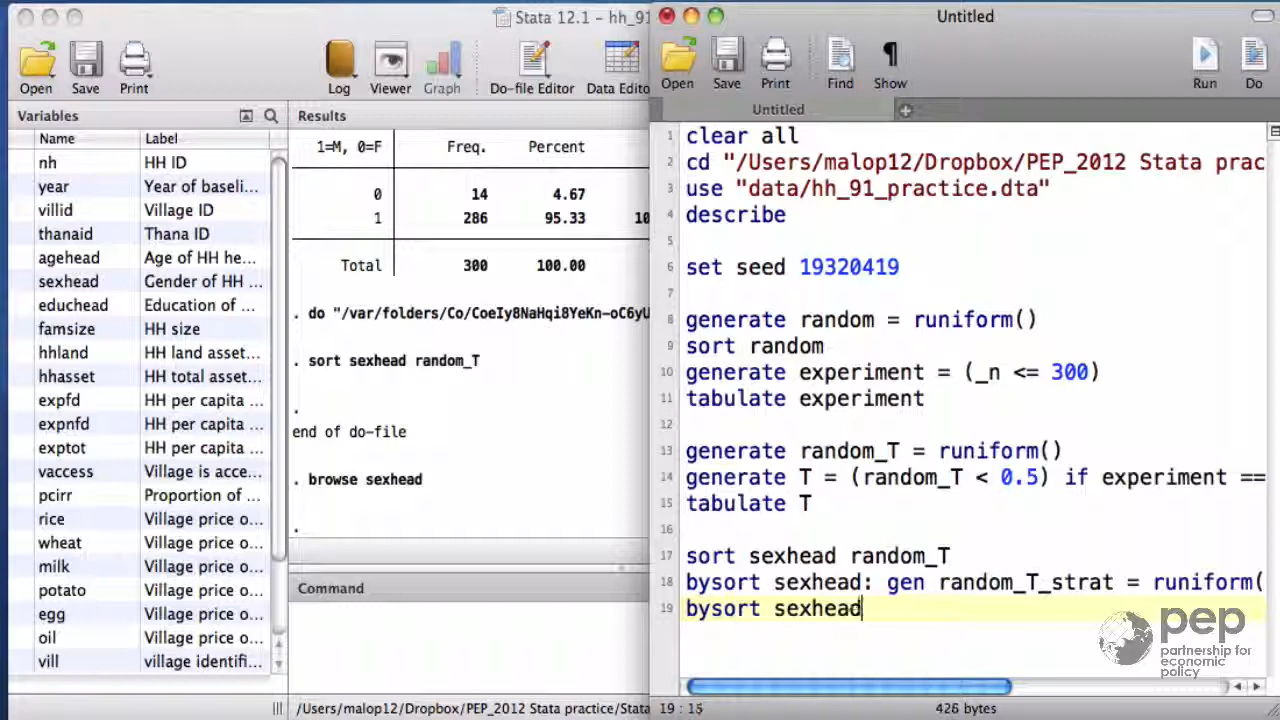 Stata 12.1 – hh_91
Open
Save
Print
Log
Viewer
Graph
Do-file Editor
Data Edito
Variables
Name Label
nh HH ID
year Year of baseli...
villid Village ID
thanaid Thana ID
agehead Age of HH he...
sexhead Gender of HH ...
educhead Education of ...
famsize HH size
hhland HH land asset...
hhasset HH total asset...
expfd HH per capita
expnfd HH per capita
exptot HH per capita
vaccess Village is acce...
pcirr Proportion of ...
rice Village price o...
wheat Village price o...
milk Village price o...
potato Village price o...
egg Village price o...
oil Village price o...
vill village identifi...
Results
1=M, 0=F Freq. Percent
0 14 4.67
1 286 95.33 10
Total 300 100.00
. do "/var/folders/Co/CoeIy8NaHqi8YeKn-oC6yU
. sort sexhead random_T
.
end of do-file
. browse sexhead
.
Command
/Users/malop12/Dropbox/PEP_2012 Stata practice/Stata
Untitled
Open
Save
Print
Find
Show
Run
Do
Untitled
1 clear all
2 cd "/Users/malop12/Dropbox/PEP_2012 Stata prac
3 use "data/hh_91_practice.dta"
4 describe
5
6 set seed 19320419
7
8 generate random = runiform()
9 sort random
10 generate experiment = (_n <= 300)
11 tabulate experiment
12
13 generate random_T = runiform()
14 generate T = (random_T < 0.5) if experiment ==
15 tabulate T
16
17 sort sexhead random_T
18 bysort sexhead: gen random_T_strat = runiform(
19 bysort sexhead
pep
partnership for
economic
policy
19 : 15
426 bytes